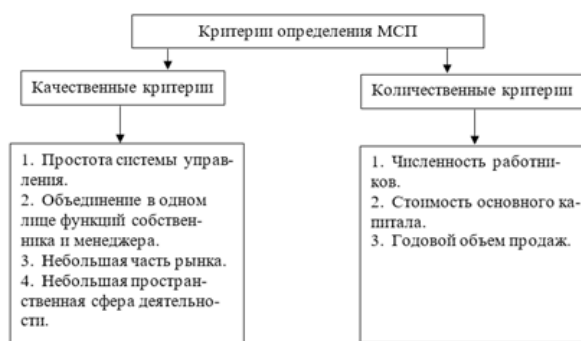 Критерии определения МСП
Качественные критерии
Количественные критерии
1. Простота системы управ-
ления.
2. Объединение в одном
лице функций собствен-
ника и менеджера.
3. Небольшая часть рынка.
4. Небольшая простран-
ственная сфера деятельно-
сти.
1. Численность работни-
ков.
2. Стоимость основного ка-
питала.
3. Годовой объем продаж.